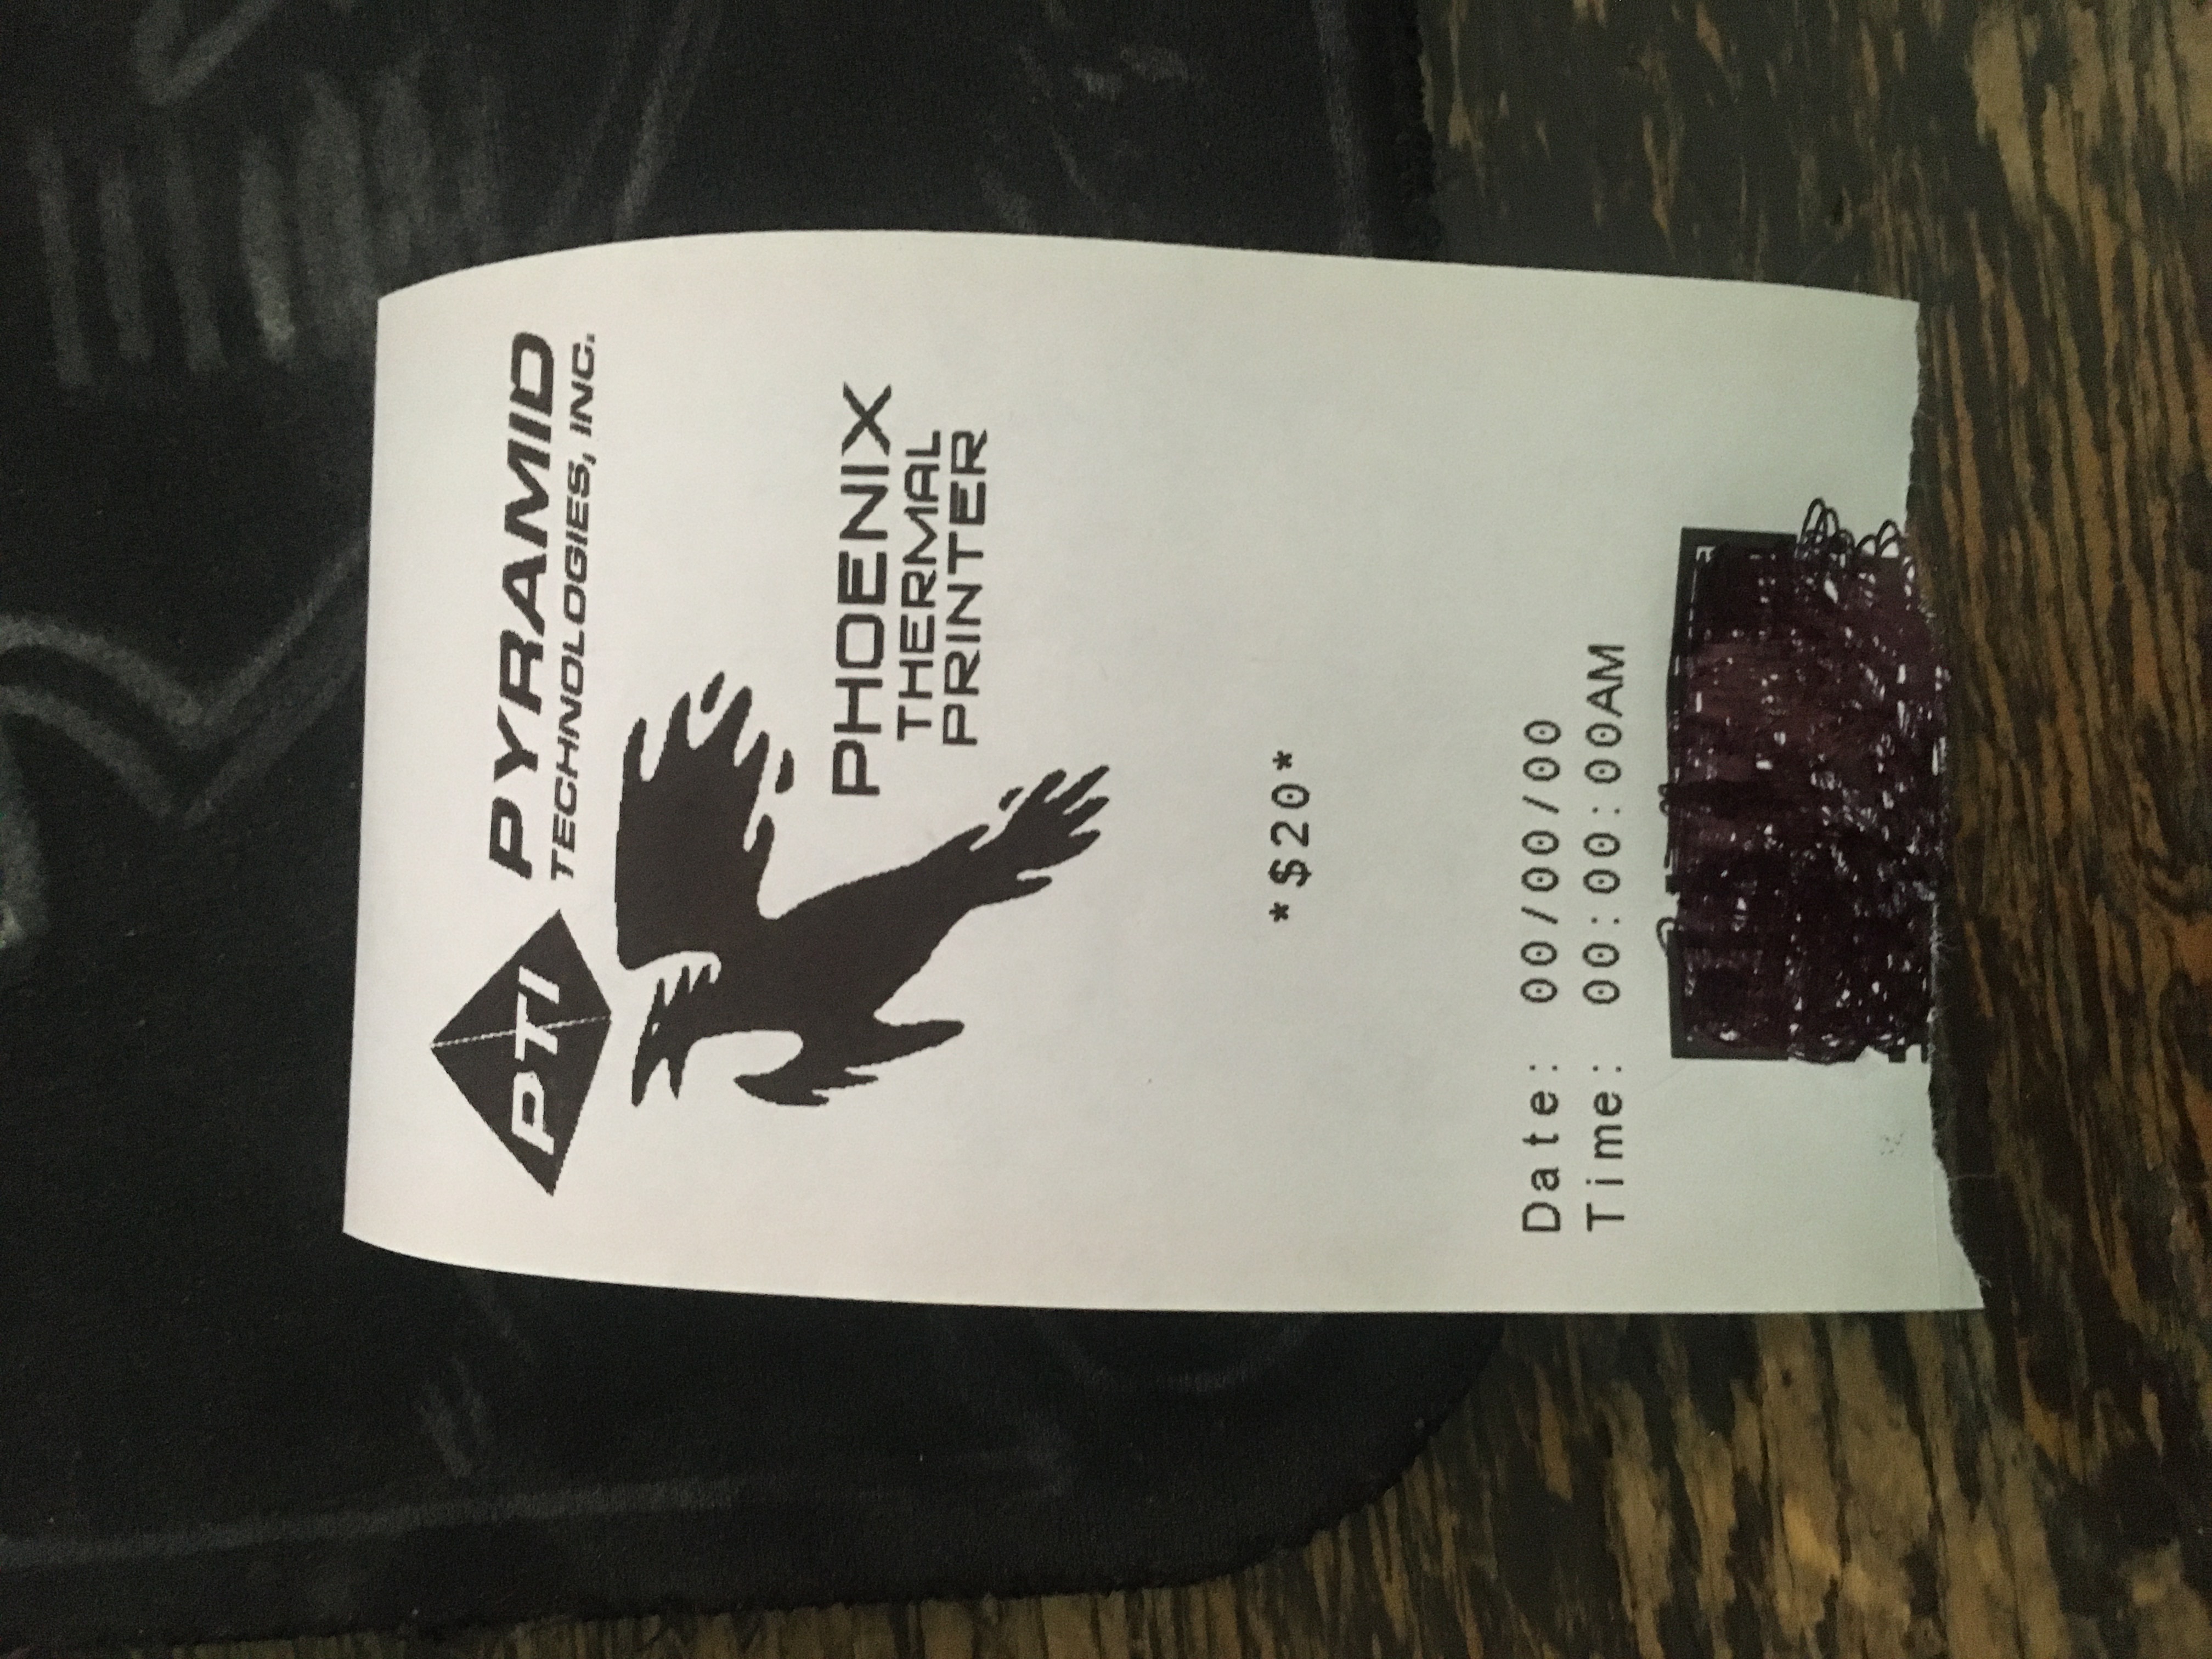 PTI PYRAMID
TECHNOLOGIES, INC.
PHOENIX
THERMAL
PRINTER
*$20*
Date: 00/00/00
Time: 00:00:00AM